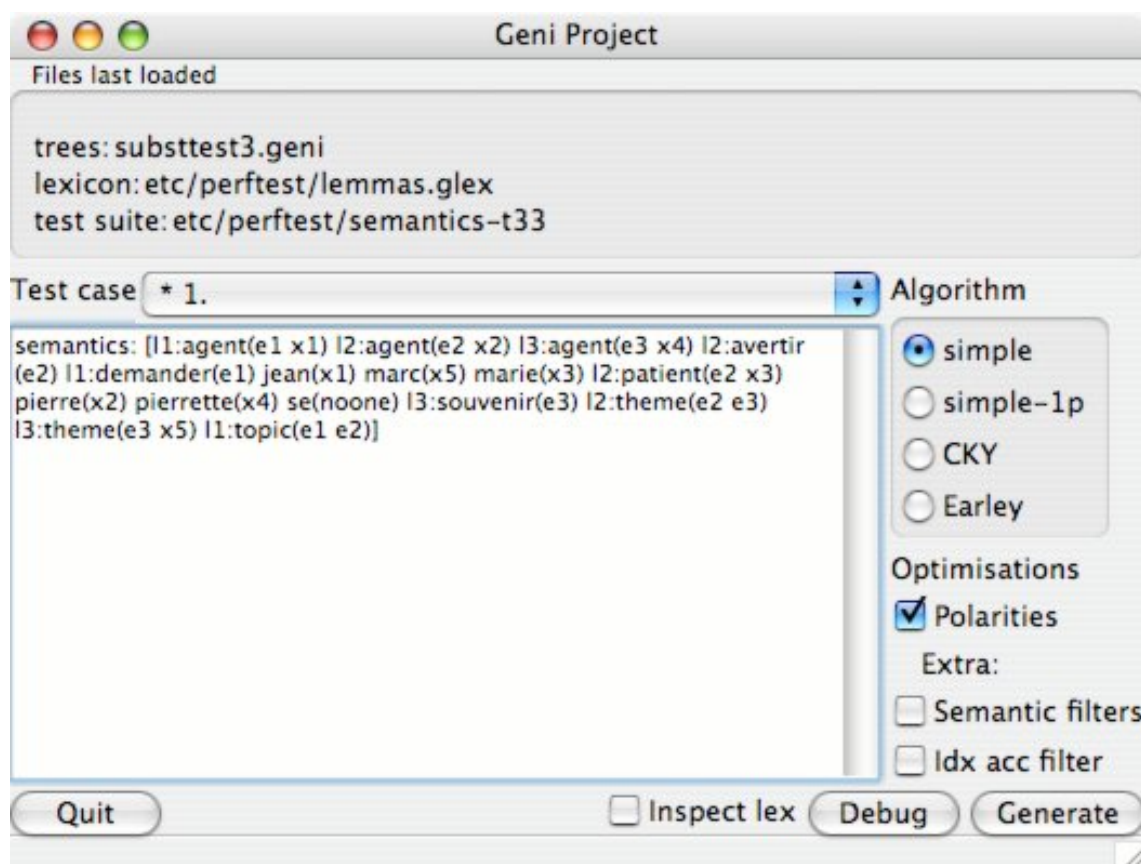 Geni Project
Files last loaded
trees: substtest3.geni
lexicon: etc/perftest/lemmas.glex
test suite: etc/perftest/semantics-t33
Test case * 1.
Algorithm
semantics: [l1:agent(e1 x1) l2:agent(e2 x2) l3:agent(e3 x4) l2:avertir
(e2) l1:demander(e1) jean(x1) marc(x5) marie(x3) l2:patient(e2 x3)
pierre(x2) pierrette(x4) se(noone) l3:souvenir(e3) l2:theme(e2 e3)
l3:theme(e3 x5) l1:topic(e1 e2)]
simple
simple-1p
CKY
Earley
Optimisations
Polarities
Extra:
Semantic filters
Idx acc filter
Quit
Inspect lex
Debug
Generate